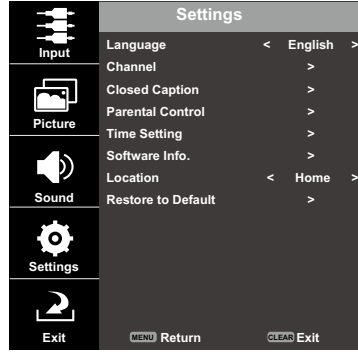 Settings
Input
Language < English >
Channel >
Closed Caption >
Parental Control >
Picture
Time Setting >
Software Info. >
Location < Home >
Sound
Restore to Default >
Settings
Exit
MENU Return CLEAR Exit